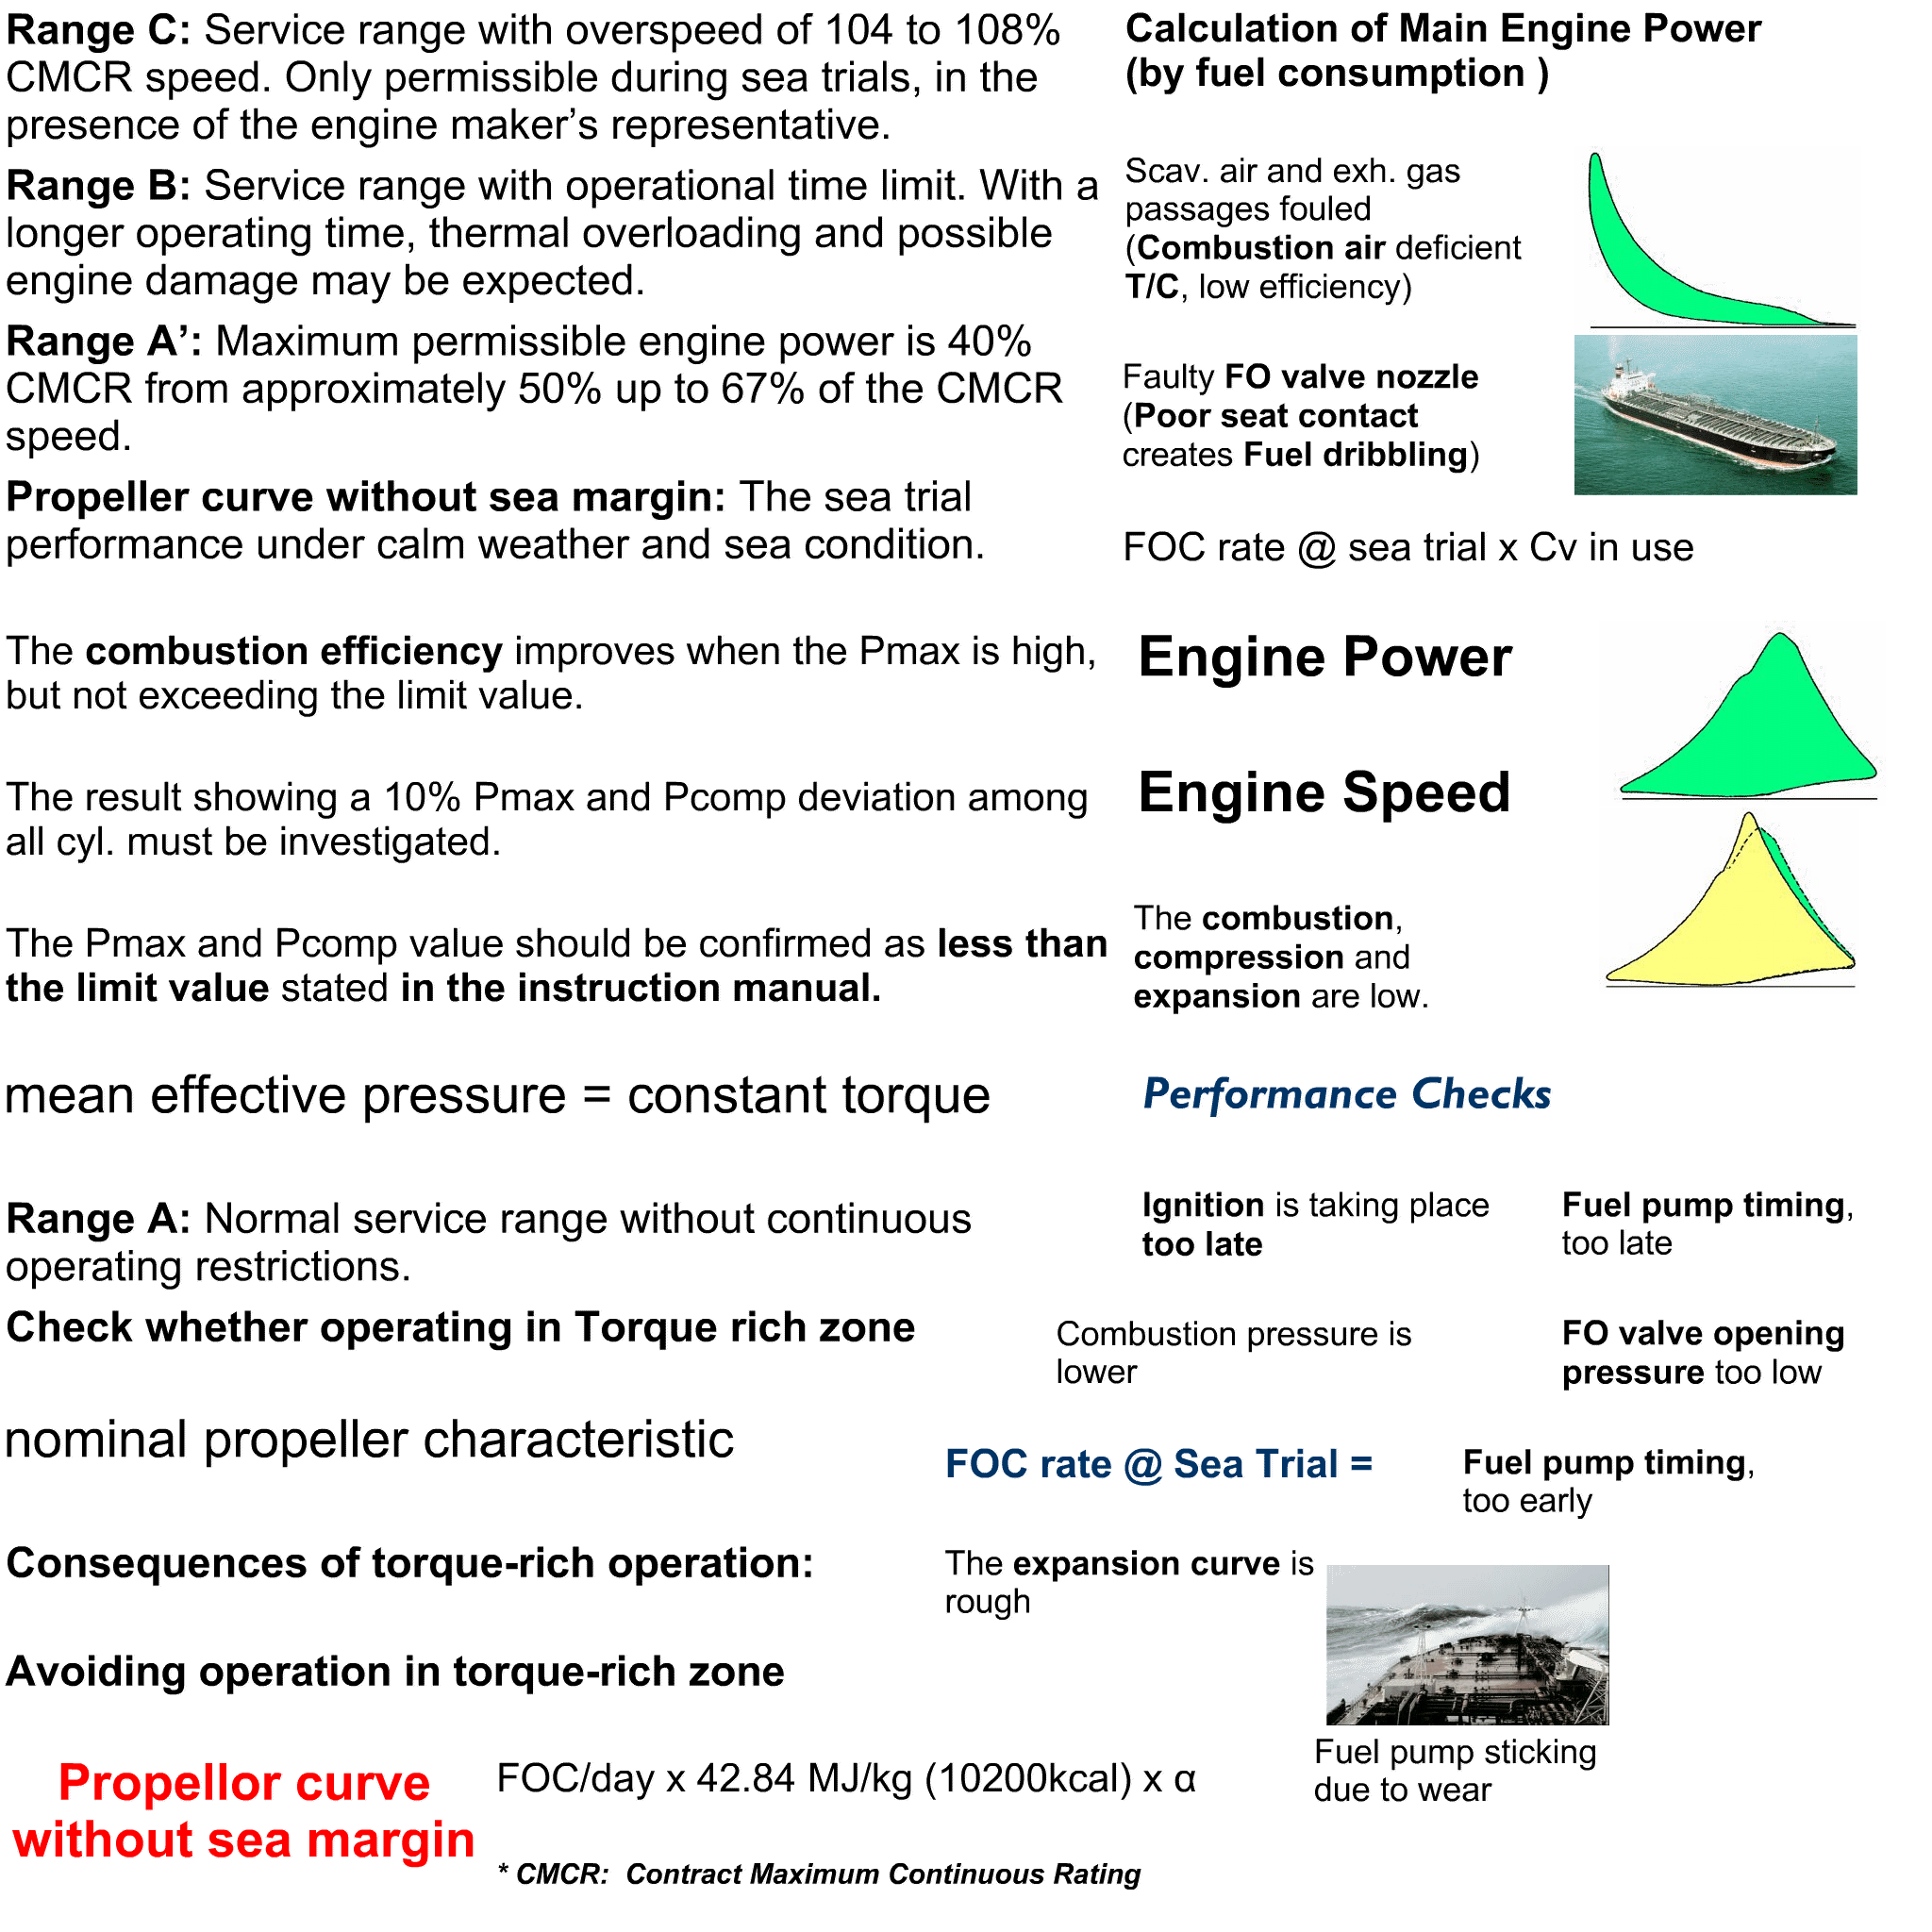 Range C: Service range with overspeed of 104 to 108%
CMCR speed. Only permissible during sea trials, in the
presence of the engine maker’s representative.
Range B: Service range with operational time limit. With a
longer operating time, thermal overloading and possible
engine damage may be expected.
Range A’: Maximum permissible engine power is 40%
CMCR from approximately 50% up to 67% of the CMCR
speed.
Propeller curve without sea margin: The sea trial
performance under calm weather and sea condition.
Calculation of Main Engine Power
(by fuel consumption )
Scav. air and exh. gas
passages fouled
(Combustion air deficient
T/C, low efficiency)
Faulty FO valve nozzle
(Poor seat contact
creates Fuel dribbling)
FOC rate @ sea trial x Cv in use
The combustion efficiency improves when the Pmax is high,
but not exceeding the limit value.
The result showing a 10% Pmax and Pcomp deviation among
all cyl. must be investigated.
The Pmax and Pcomp value should be confirmed as less than
the limit value stated in the instruction manual.
Engine Power
Engine Speed
The combustion,
compression and
expansion are low.
mean effective pressure = constant torque
Performance Checks
Range A: Normal service range without continuous
operating restrictions.
Check whether operating in Torque rich zone
Ignition is taking place
too late
Fuel pump timing,
too late
Combustion pressure is
lower
FO valve opening
pressure too low
nominal propeller characteristic
FOC rate @ Sea Trial =
Fuel pump timing,
too early
Consequences of torque-rich operation:
The expansion curve is
rough
Avoiding operation in torque-rich zone
Fuel pump sticking
due to wear
Propellor curve
without sea margin
FOC/day x 42.84 MJ/kg (10200kcal) x α
* CMCR: Contract Maximum Continuous Rating